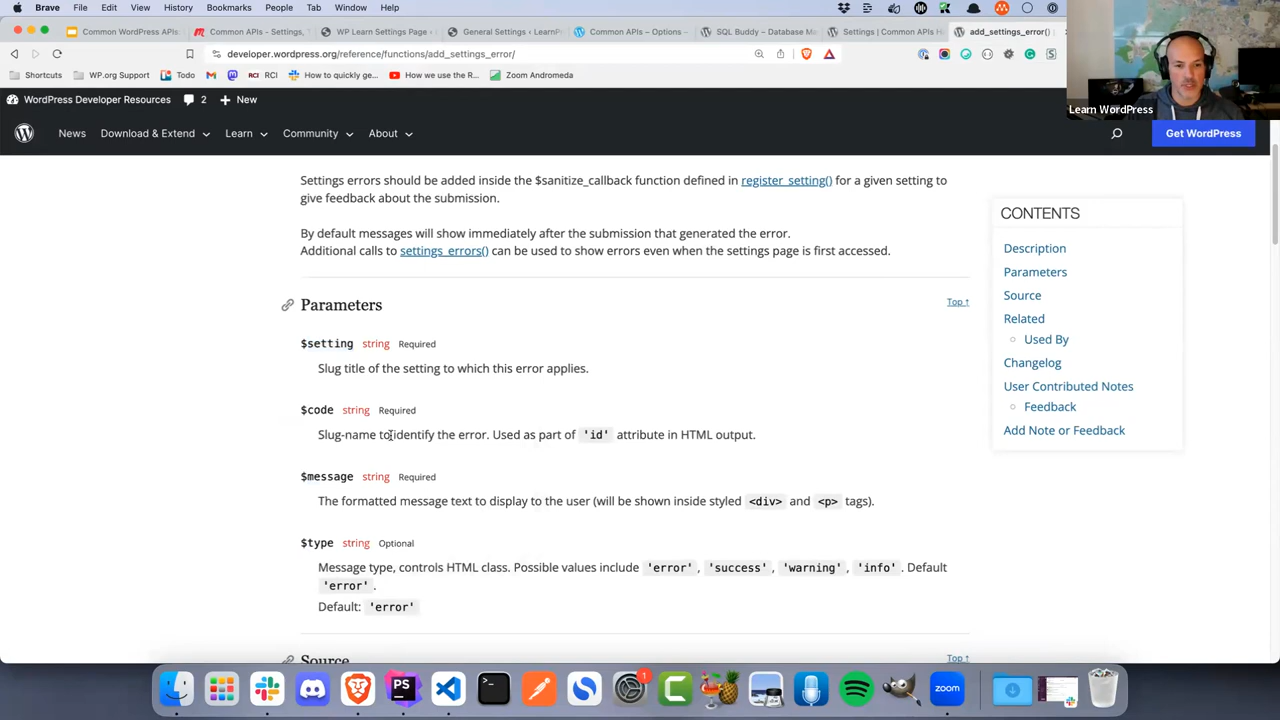 Brave File Edit View History Bookmarks People Tab Window Help
Common WordPress APIs:
Common APIs - Settings
WP Learn Settings Page
General Settings < LearnP
Common APIs – Options –
SQL Buddy – Database M
Settings | Common APIs H
add_settings_error()
developer.wordpress.org/reference/functions/add_settings_error/
Shortcuts WP.org Support Todo RCI How to quickly ge... How we use the R... Zoom Andromeda
Learn WordPress
WordPress Developer Resources 2 New
News Download & Extend Learn Community About Get WordPress
Settings errors should be added inside the $sanitize_callback function defined in register_setting() for a given setting to
give feedback about the submission.
By default messages will show immediately after the submission that generated the error.
Additional calls to settings_errors() can be used to show errors even when the settings page is first accessed.
Parameters Top ↑
$setting string Required
Slug title of the setting to which this error applies.
$code string Required
Slug-name to identify the error. Used as part of 'id' attribute in HTML output.
$message string Required
The formatted message text to display to the user (will be shown inside styled <div> and <p> tags).
$type string Optional
Message type, controls HTML class. Possible values include 'error', 'success', 'warning', 'info'. Default
'error'.
Default: 'error'
Source Top ↑
CONTENTS
Description
Parameters
Source
Related
Used By
Changelog
User Contributed Notes
Feedback
Add Note or Feedback
PS
1
zoom